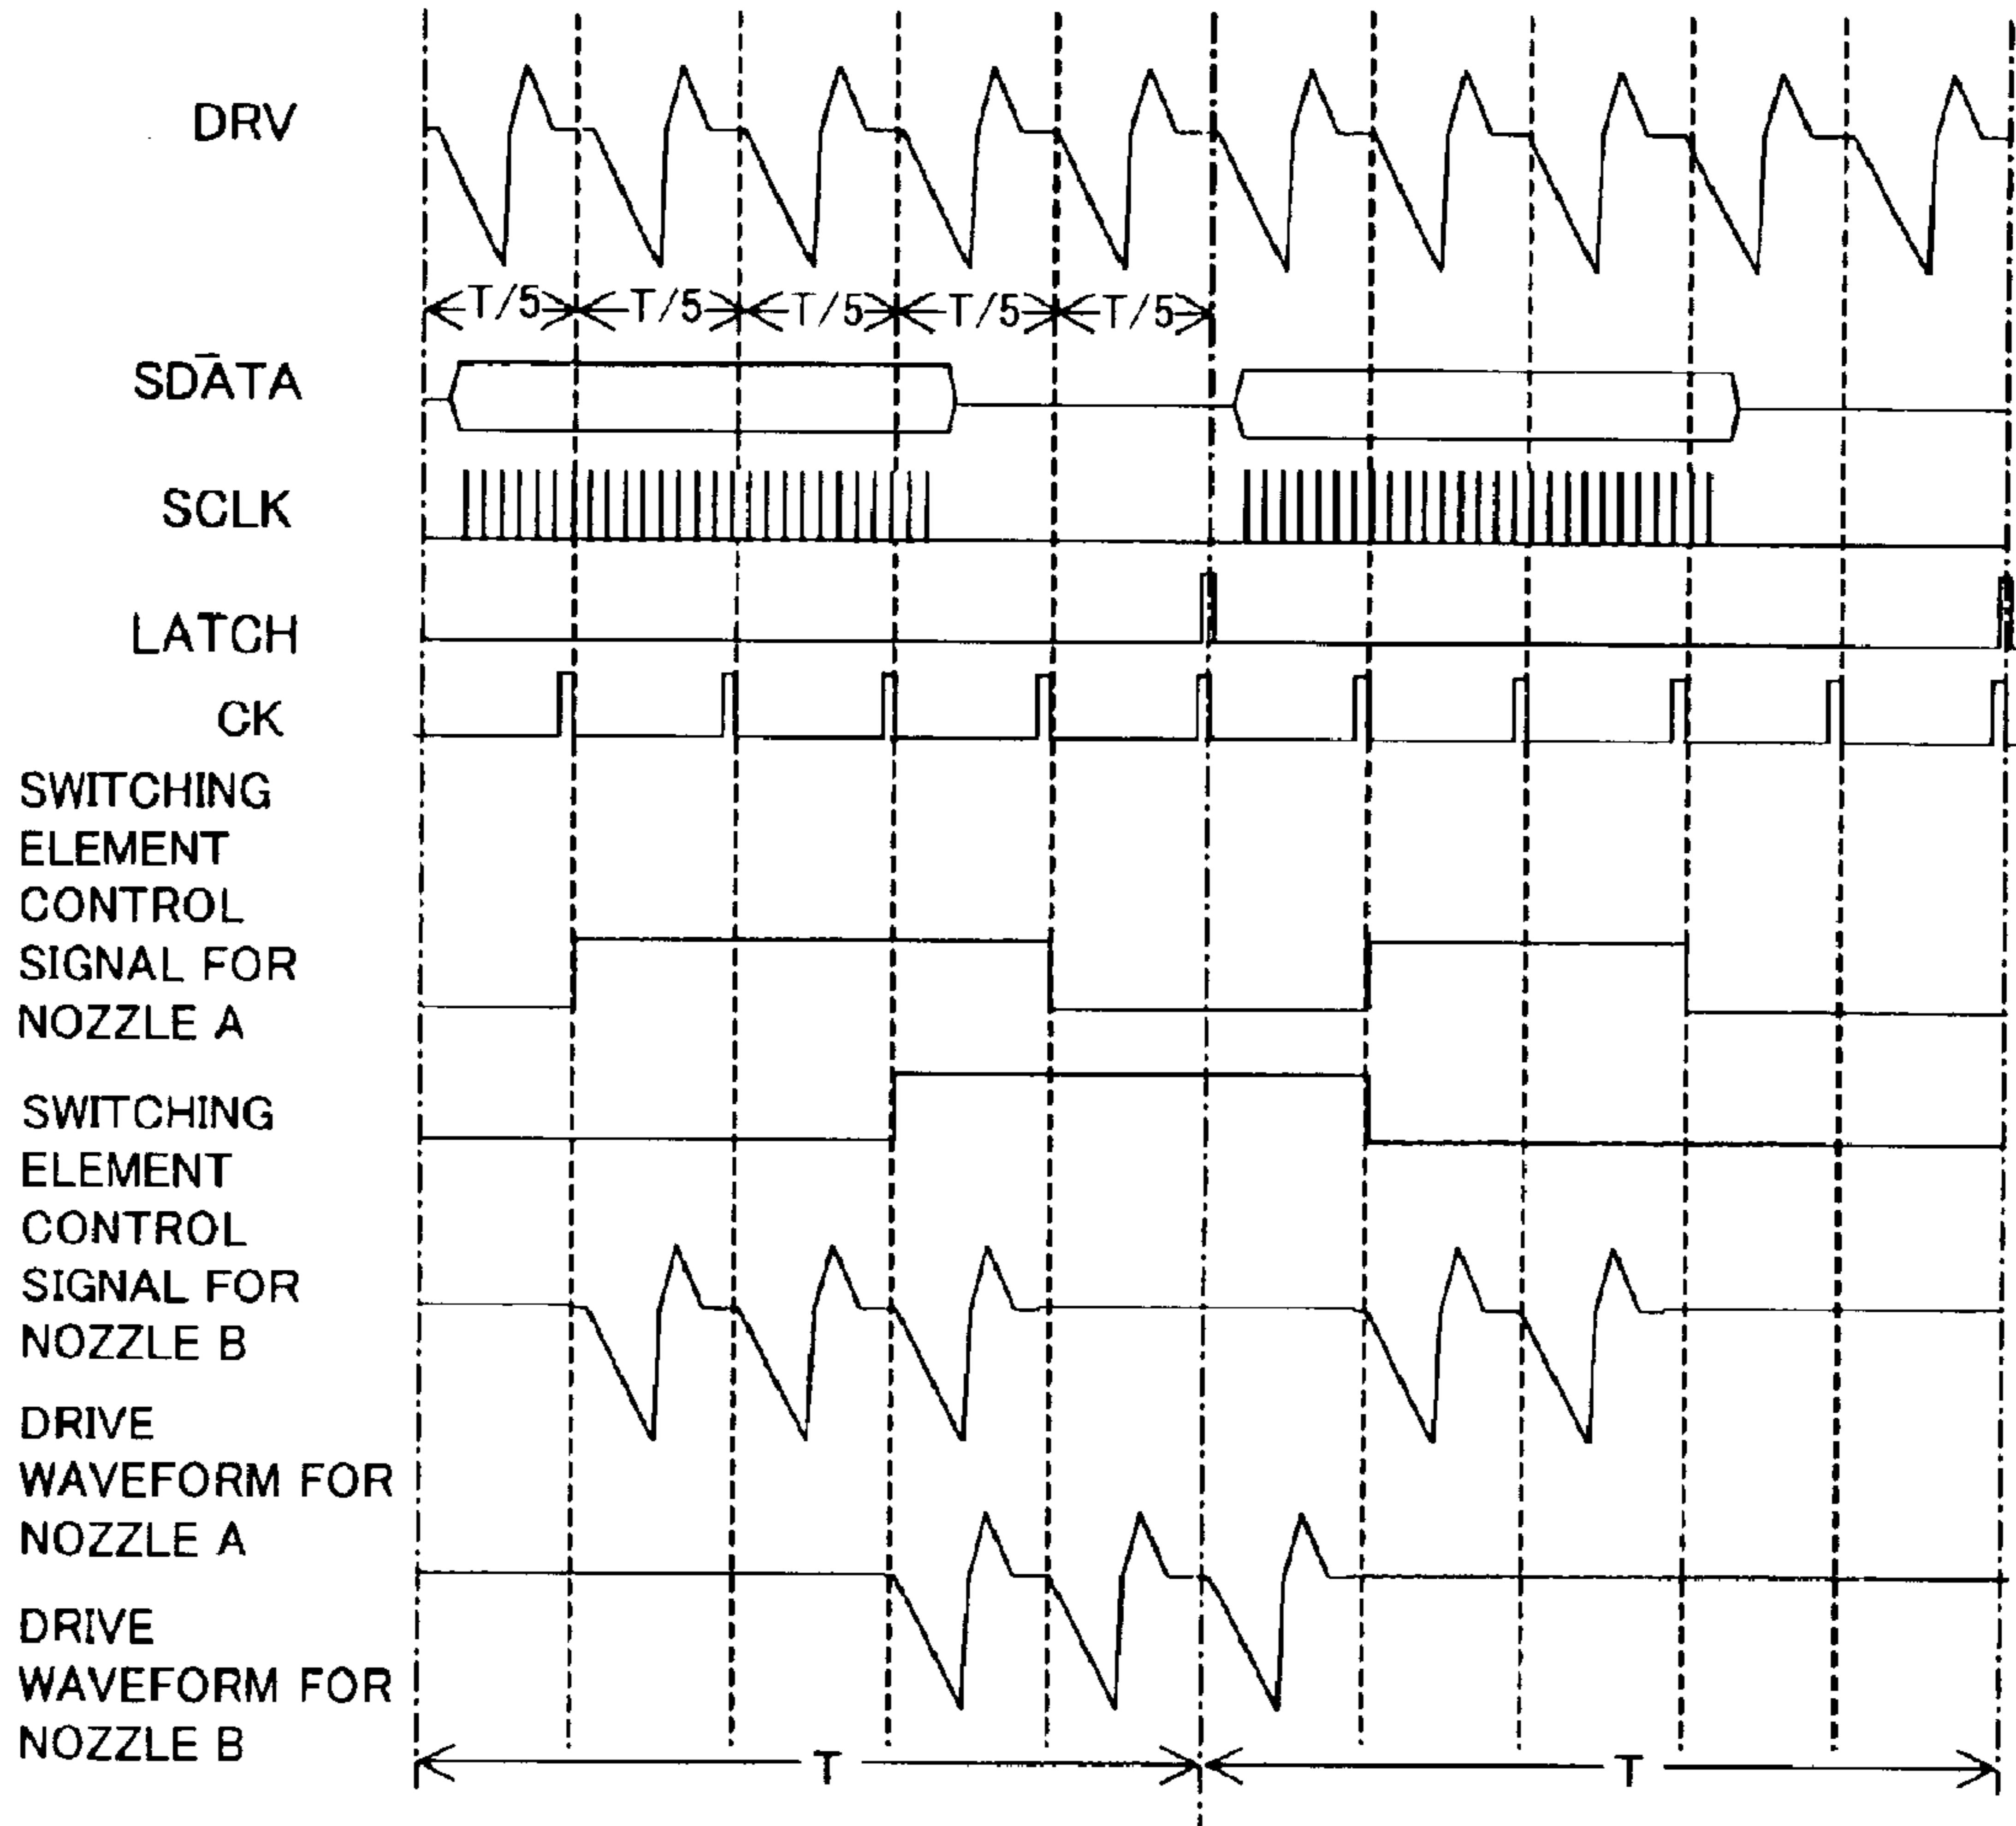 DRV
T/5 T/5 T/5 T/5 T/5
SDATA
SCLK
LATCH
CK
SWITCHING
ELEMENT
CONTROL
SIGNAL FOR
NOZZLE A
SWITCHING
ELEMENT
CONTROL
SIGNAL FOR
NOZZLE B
DRIVE
WAVEFORM FOR
NOZZLE A
DRIVE
WAVEFORM FOR
NOZZLE B
T T